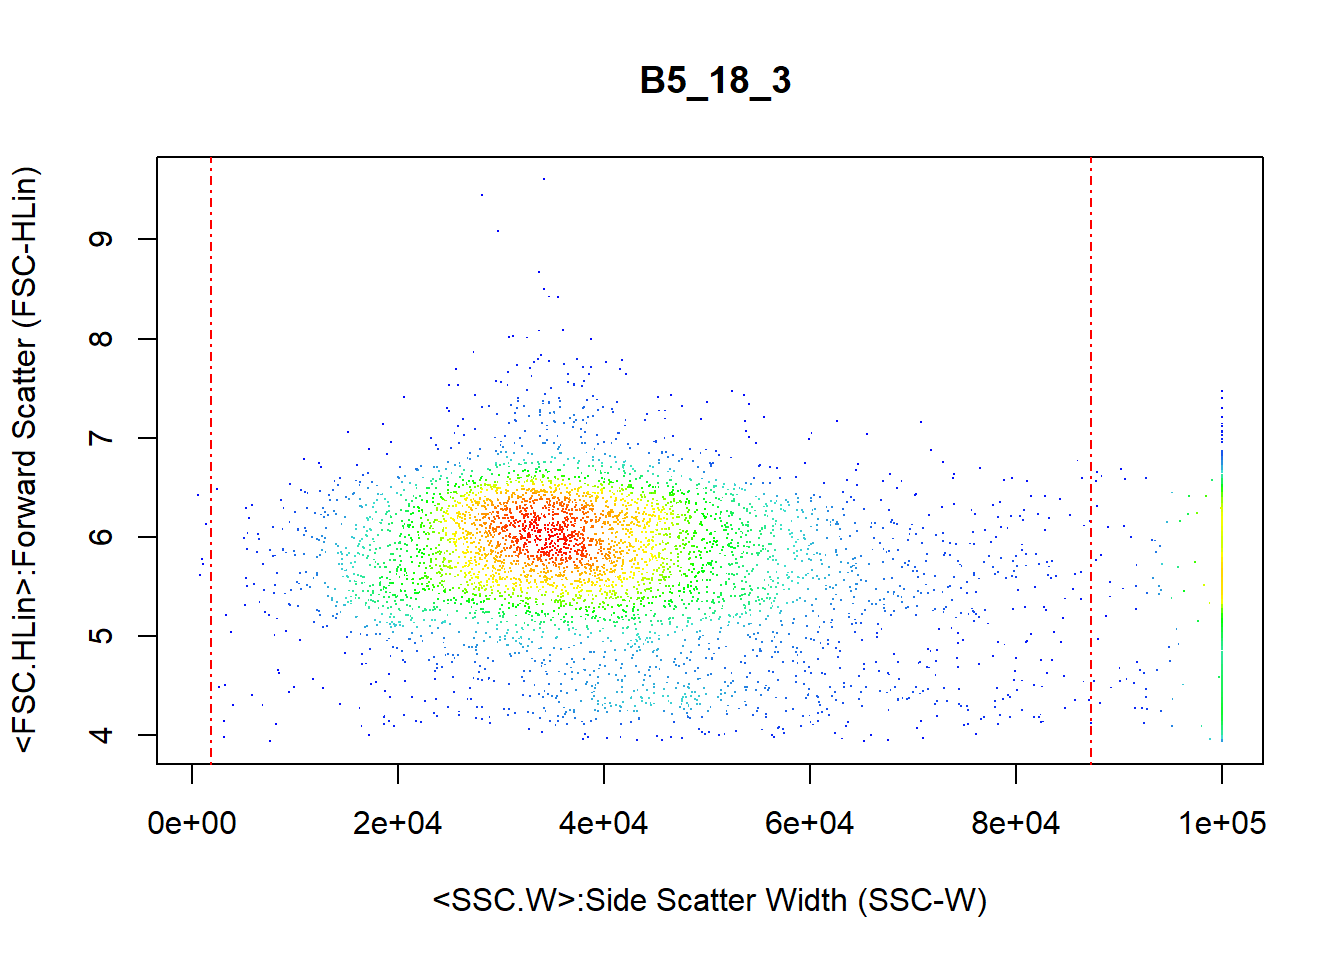 B5_18_3
<FSC.HLin>:Forward Scatter (FSC-HLin)
9
8
7
6
5
4
0e+00 2e+04 4e+04 6e+04 8e+04 1e+05
<SSC.W>:Side Scatter Width (SSC-W)